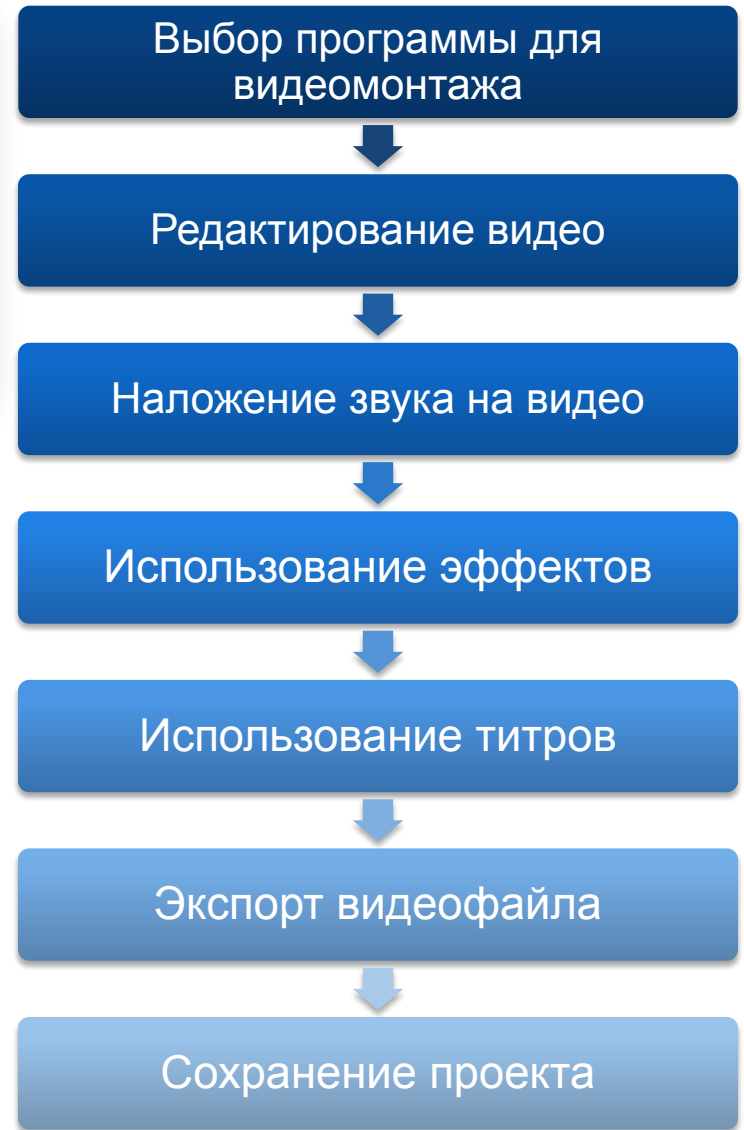 Выбор программы для
видеомонтажа
Редактирование видео
Наложение звука на видео
Использование эффектов
Использование титров
Экспорт видеофайла
Сохранение проекта